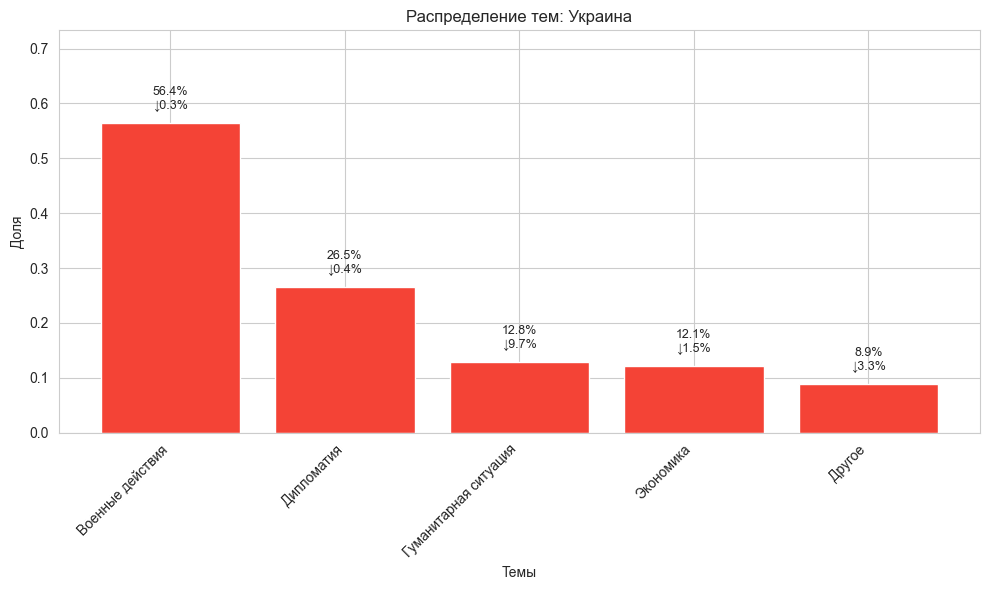 Распределение тем: Украина
Доля
0.7
0.6
0.5
0.4
0.3
0.2
0.1
0.0
56.4%
↓0.3%
26.5%
↓0.4%
12.8%
↓9.7%
12.1%
↓1.5%
8.9%
↓3.3%
Военные действия
Дипломатия
Гуманитарная ситуация
Экономика
Другое
Темы